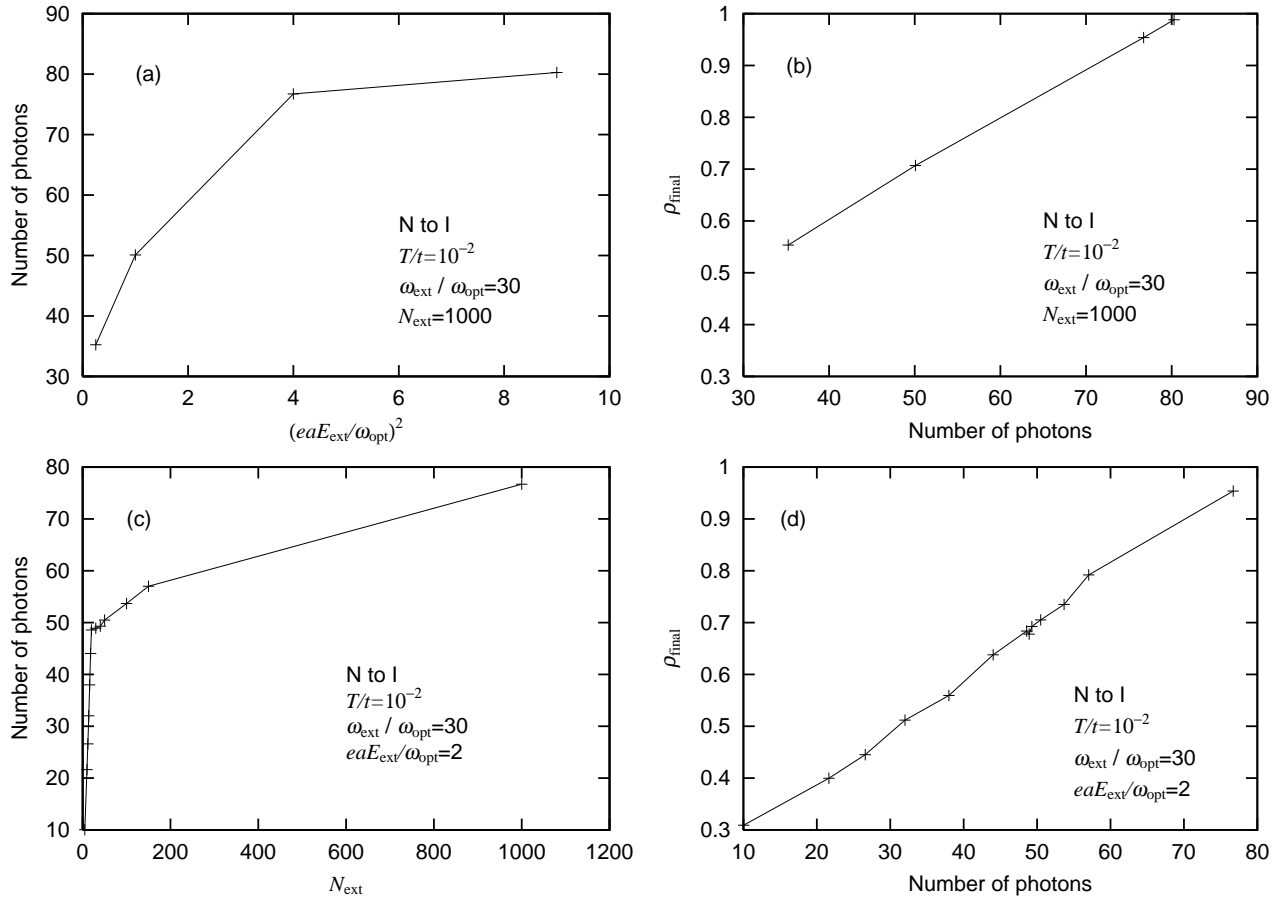 90
80
70
60
50
40
30
0
2
4
6
8
10
Number of photons
(eaE_ext/ω_opt)^2
(a)
N to I
T/t=10^−2
ω_ext / ω_opt=30
N_ext=1000
1
0.9
0.8
0.7
0.6
0.5
0.4
0.3
30
40
50
60
70
80
90
ρ_final
Number of photons
(b)
N to I
T/t=10^−2
ω_ext / ω_opt=30
N_ext=1000
80
70
60
50
40
30
20
10
0
200
400
600
800
1000
1200
Number of photons
N_ext
(c)
N to I
T/t=10^−2
ω_ext / ω_opt=30
eaE_ext/ω_opt=2
1
0.9
0.8
0.7
0.6
0.5
0.4
0.3
10
20
30
40
50
60
70
80
ρ_final
Number of photons
(d)
N to I
T/t=10^−2
ω_ext / ω_opt=30
eaE_ext/ω_opt=2